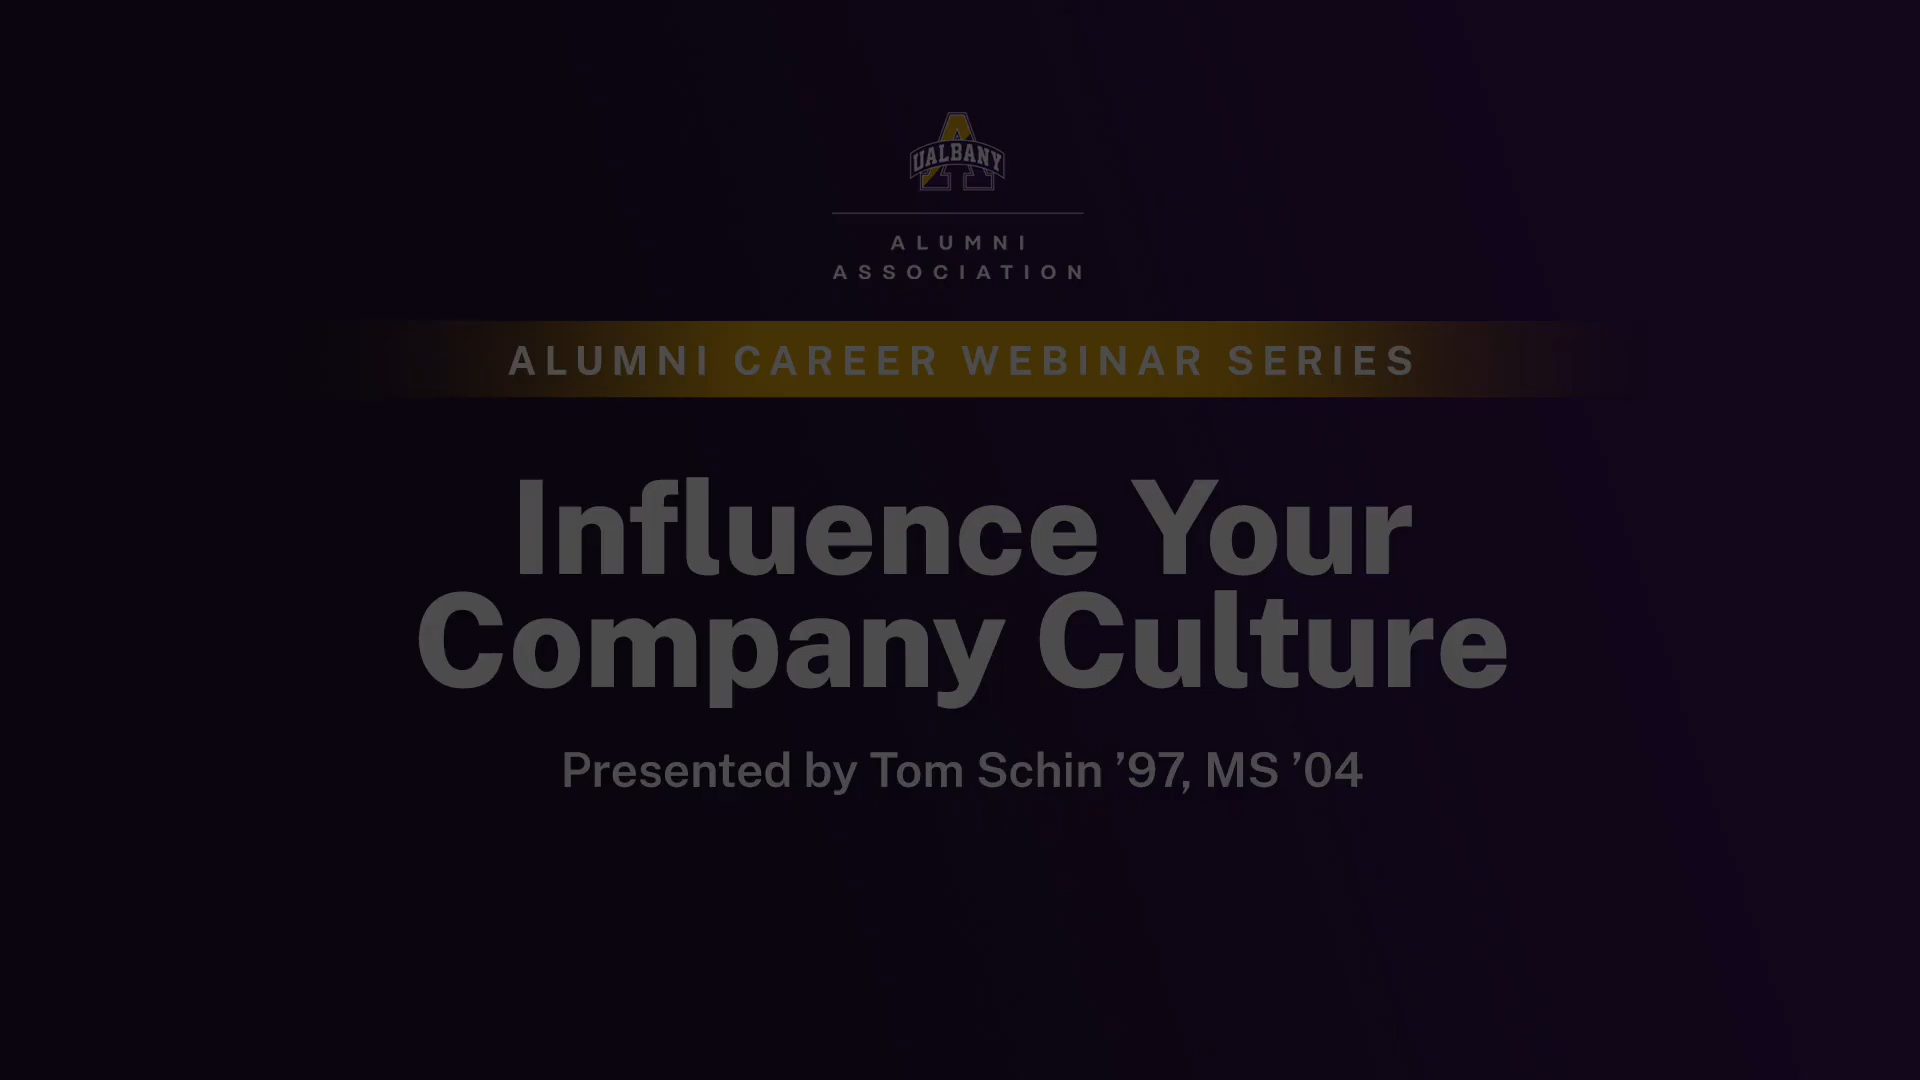 UALBANY
ALUMNI
ASSOCIATION
ALUMNI CAREER WEBINAR SERIES
Influence Your
Company Culture
Presented by Tom Schin ’97, MS ’04